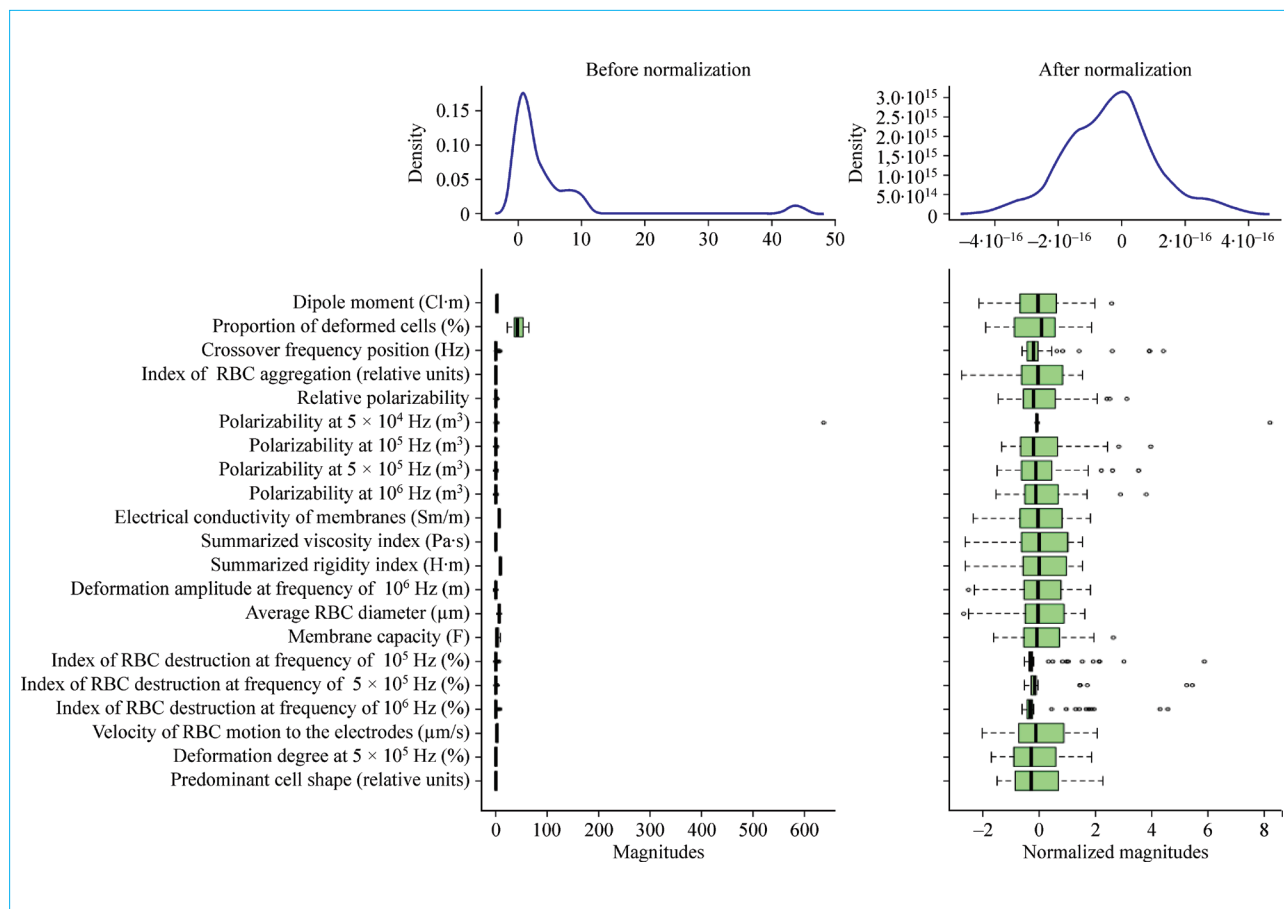 Before normalization
After normalization
Density
0.15
0.10
0.05
0
0
10
20
30
40
50
Density
3.0·10¹⁵
2.5·10¹⁵
2.0·10¹⁵
1.5·10¹⁵
1.0·10¹⁵
5.0·10¹⁴
0
–4·10⁻¹⁶
–2·10⁻¹⁶
0
2·10⁻¹⁶
4·10⁻¹⁶
Dipole moment (Cl·m)
Proportion of deformed cells (%)
Crossover frequency position (Hz)
Index of RBC aggregation (relative units)
Relative polarizability
Polarizability at 5 × 10⁴ Hz (m³)
Polarizability at 10⁵ Hz (m³)
Polarizability at 5 × 10⁵ Hz (m³)
Polarizability at 10⁶ Hz (m³)
Electrical conductivity of membranes (Sm/m)
Summarized viscosity index (Pa·s)
Summarized rigidity index (H·m)
Deformation amplitude at frequency of 10⁶ Hz (m)
Average RBC diameter (µm)
Membrane capacity (F)
Index of RBC destruction at frequency of 10⁵ Hz (%)
Index of RBC destruction at frequency of 5 × 10⁵ Hz (%)
Index of RBC destruction at frequency of 10⁶ Hz (%)
Velocity of RBC motion to the electrodes (µm/s)
Deformation degree at 5 × 10⁵ Hz (%)
Predominant cell shape (relative units)
0
100
200
300
400
500
600
Magnitudes
–2
0
2
4
6
8
Normalized magnitudes